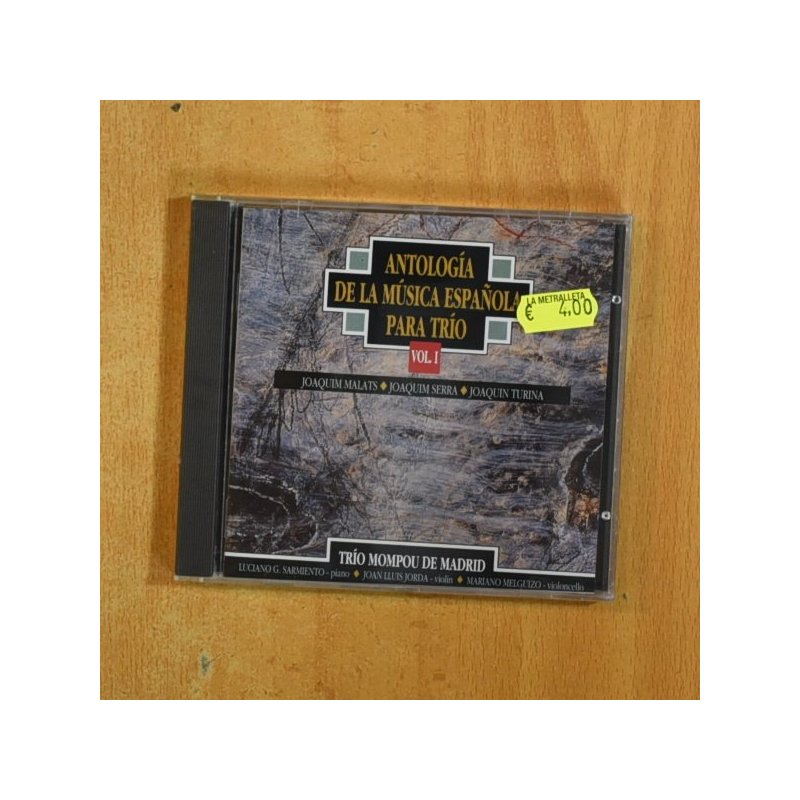 ANTOLOGÍA
DE LA MÚSICA ESPAÑOLA
PARA TRÍO
VOL. I
LA METRALLETA
€ 4,00
JOAQUIM MALATS ◆ JOAQUIM SERRA ◆ JOAQUIN TURINA
TRÍO MOMPOU DE MADRID
LUCIANO G. SARMIENTO - piano ◆ JOAN LLUIS JORDA - violín ◆ MARIANO MELGUIZO - violoncello